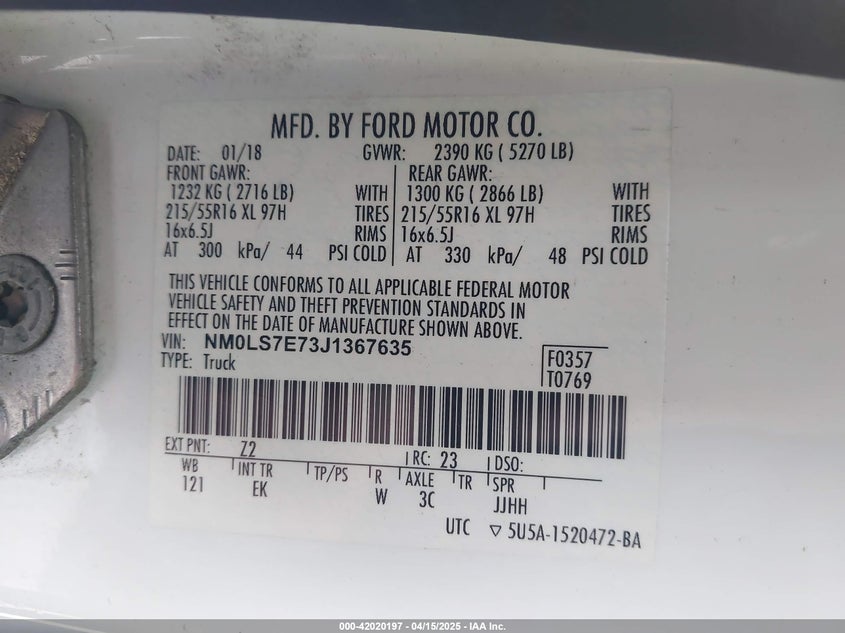 MFD. BY FORD MOTOR CO.
DATE: 01/18 GVWR: 2390 KG ( 5270 LB)
FRONT GAWR: REAR GAWR:
1232 KG ( 2716 LB) WITH 1300 KG ( 2866 LB) WITH
215/55R16 XL 97H TIRES 215/55R16 XL 97H TIRES
16x6.5J RIMS 16x6.5J RIMS
AT 300 kPa/ 44 PSI COLD AT 330 kPa/ 48 PSI COLD
THIS VEHICLE CONFORMS TO ALL APPLICABLE FEDERAL MOTOR
VEHICLE SAFETY AND THEFT PREVENTION STANDARDS IN
EFFECT ON THE DATE OF MANUFACTURE SHOWN ABOVE.
VIN: NM0LS7E73J1367635
TYPE: Truck
F0357
T0769
EXT PNT: Z2 RC: 23 DSO:
WB INT TR TP/PS R AXLE TR SPR
121 EK W 3C JJHH
UTC ▽ 5U5A-1520472-BA
000-42020197 - 04/15/2025 - IAA Inc.